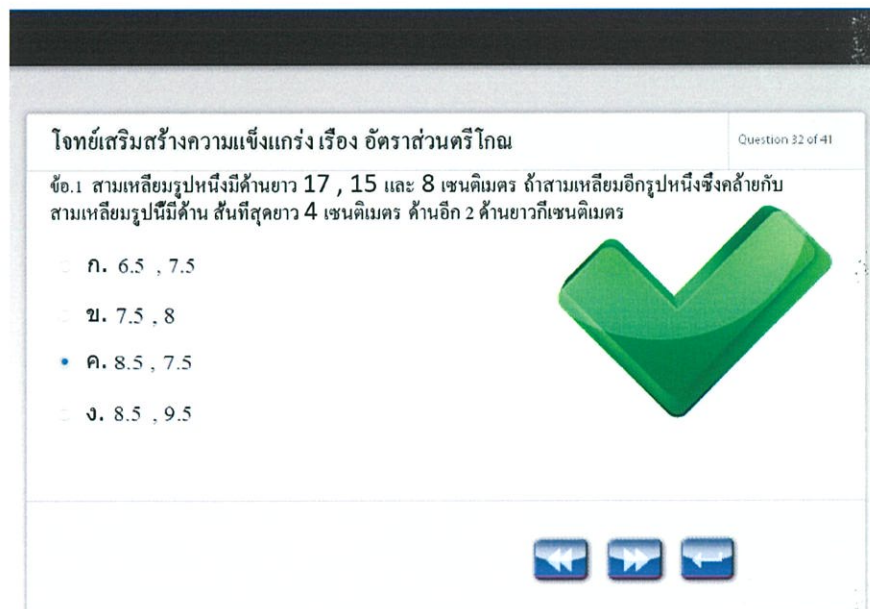 โจทย์เสริมสร้างความแข็งแกร่ง เรื่อง อัตราส่วนตรีโกณ
Question 32 of 41
ข้อ.1 สามเหลี่ยมรูปหนึ่งมีด้านยาว 17 , 15 และ 8 เซนติเมตร ถ้าสามเหลี่ยมอีกรูปหนึ่งซึ่งคล้ายกับ
สามเหลี่ยมรูปนี้มีด้าน สั้นที่สุดยาว 4 เซนติเมตร ด้านอีก 2 ด้านยาวกี่เซนติเมตร
ก. 6.5 , 7.5
ข. 7.5 , 8
ค. 8.5 , 7.5
ง. 8.5 , 9.5